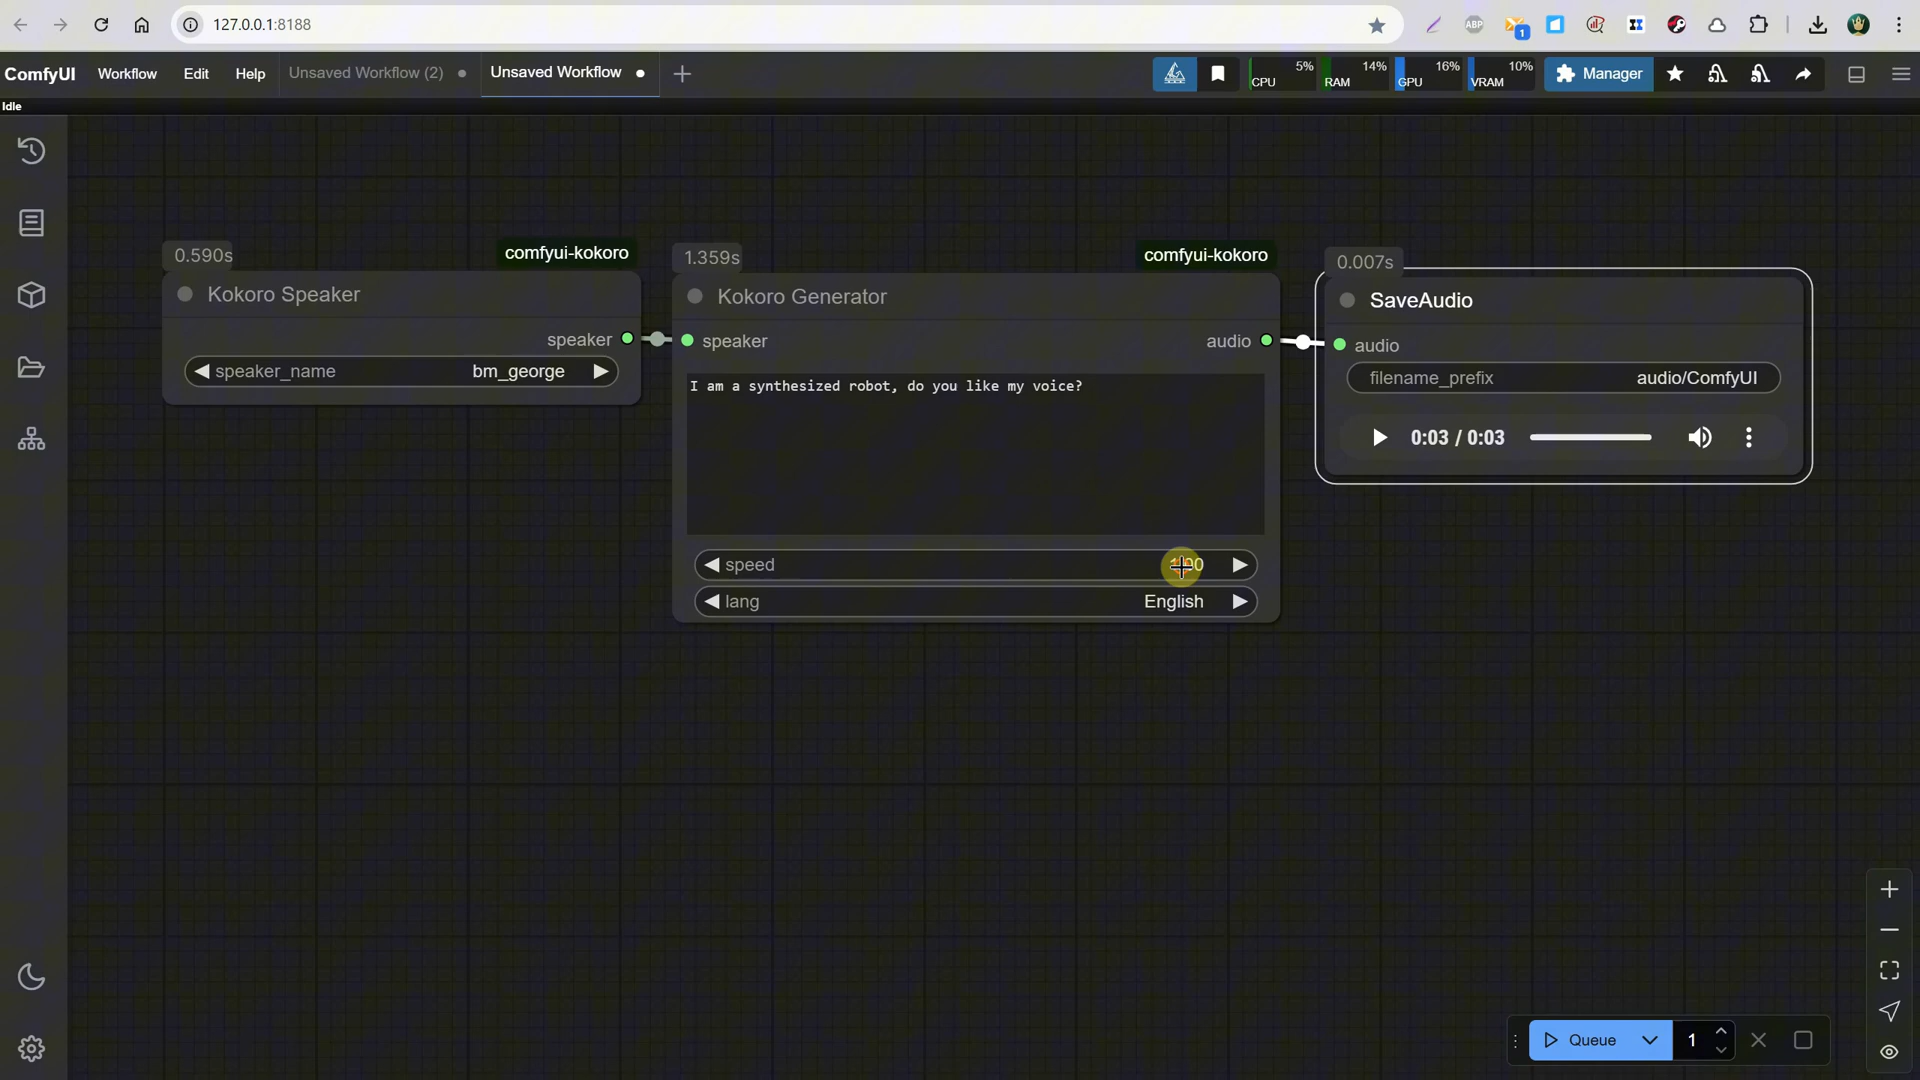 127.0.0.1:8188
1
ComfyUI Workflow Edit Help Unsaved Workflow (2) Unsaved Workflow
CPU 5% RAM 14% GPU 16% VRAM 10% Manager
Idle
0.590s comfyui-kokoro
Kokoro Speaker
speaker
speaker_name bm_george
1.359s comfyui-kokoro
Kokoro Generator
speaker audio
I am a synthesized robot, do you like my voice?
speed
lang English
0.007s
SaveAudio
audio
filename_prefix audio/ComfyUI
0:03 / 0:03
Queue 1